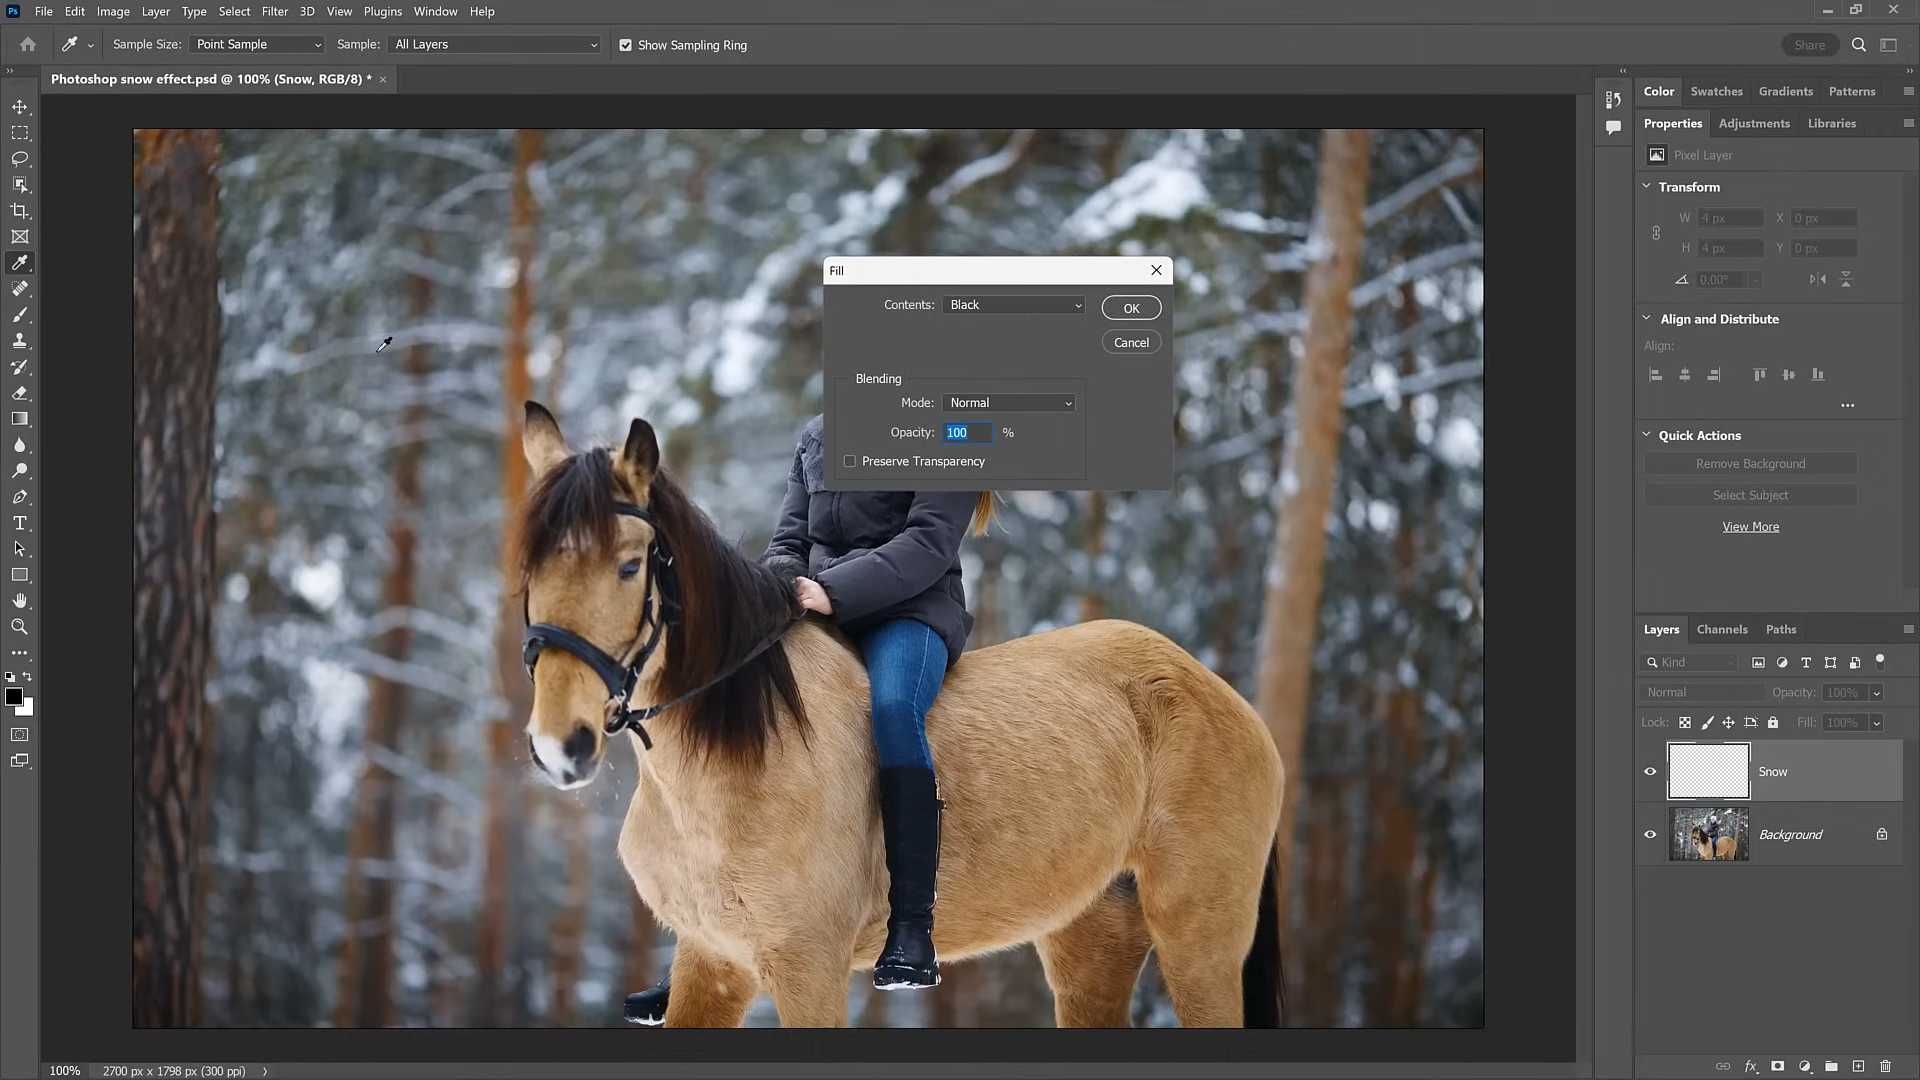 Ps File Edit Image Layer Type Select Filter 3D View Plugins Window Help
Sample Size: Point Sample Sample: All Layers Show Sampling Ring Share
Photoshop snow effect.psd @ 100% (Snow, RGB/8) * ×
Color Swatches Gradients Patterns
Properties Adjustments Libraries
Pixel Layer
Transform
W 4 px X 0 px
H 4 px Y 0 px
0.00°
Align and Distribute
Align:
Quick Actions
Remove Background
Select Subject
View More
Fill
Contents: Black OK
Cancel
Blending
Mode: Normal
Opacity: 100 %
Preserve Transparency
Layers Channels Paths
Kind
Normal Opacity: 100%
Lock: Fill: 100%
Snow
Background
100% 2700 px x 1798 px (300 ppi)